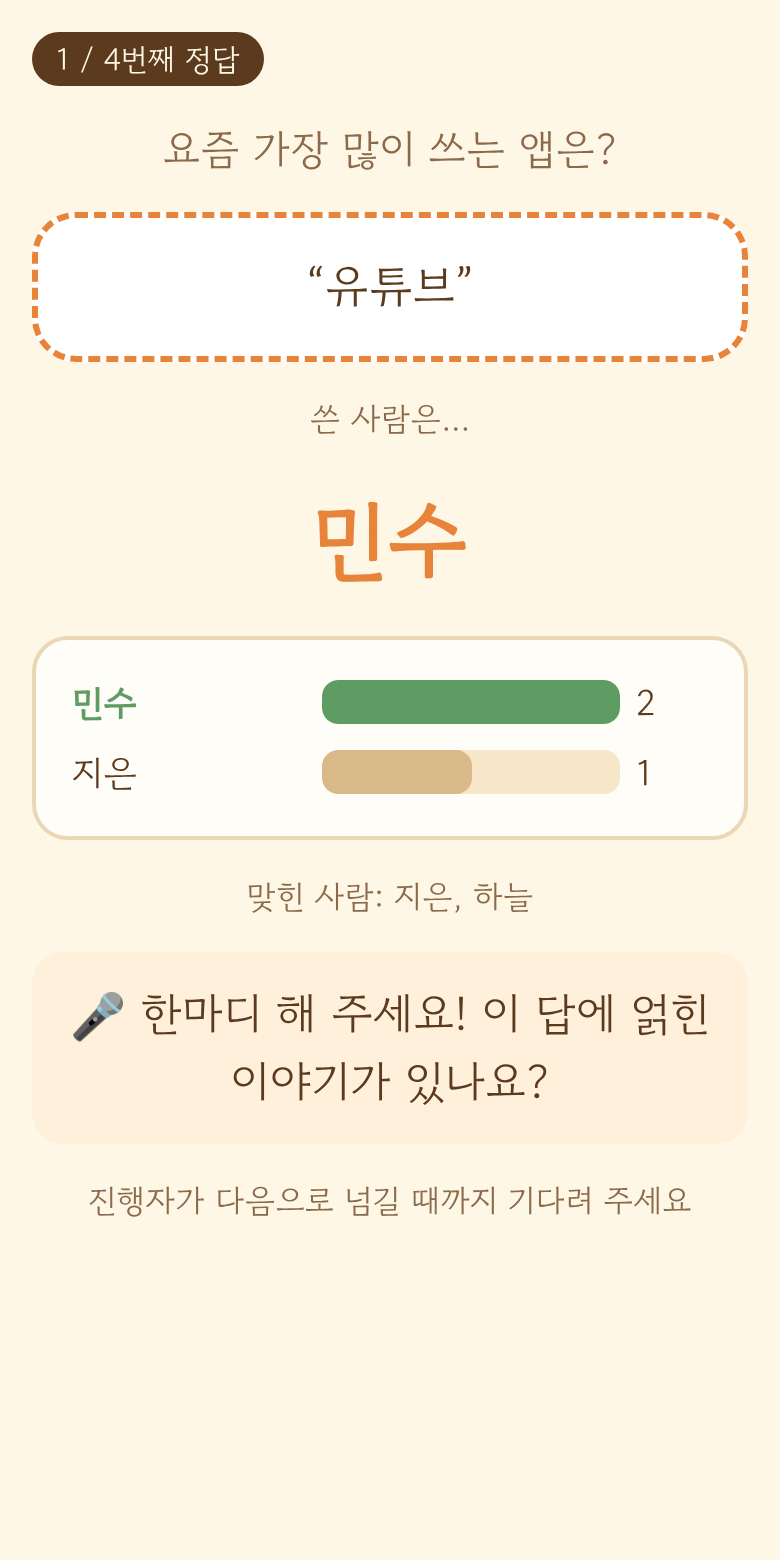 1 / 4번째 정답
요즘 가장 많이 쓰는 앱은?
“유튜브”
쓴 사람은...
민수
민수 2
지은 1
맞힌 사람: 지은, 하늘
🎤 한마디 해 주세요! 이 답에 얽힌
이야기가 있나요?
진행자가 다음으로 넘길 때까지 기다려 주세요